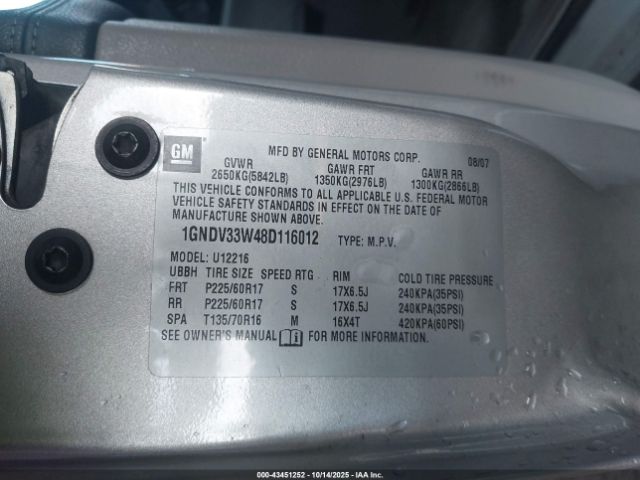 GM
MFD BY GENERAL MOTORS CORP. 08/07
GVWR GAWR FRT GAWR RR
2650KG(5842LB) 1350KG(2976LB) 1300KG(2866LB)
THIS VEHICLE CONFORMS TO ALL APPLICABLE U.S. FEDERAL MOTOR
VEHICLE SAFETY STANDARDS IN EFFECT ON THE DATE OF
MANUFACTURE SHOWN ABOVE.
1GNDV33W48D116012 TYPE: M.P.V.
MODEL: U12216
UBBH TIRE SIZE SPEED RTG RIM COLD TIRE PRESSURE
FRT P225/60R17 S 17X6.5J 240KPA(35PSI)
RR P225/60R17 S 17X6.5J 240KPA(35PSI)
SPA T135/70R16 M 16X4T 420KPA(60PSI)
SEE OWNER'S MANUAL FOR MORE INFORMATION.
000-43451252 - 10/14/2025 - IAAI.COM